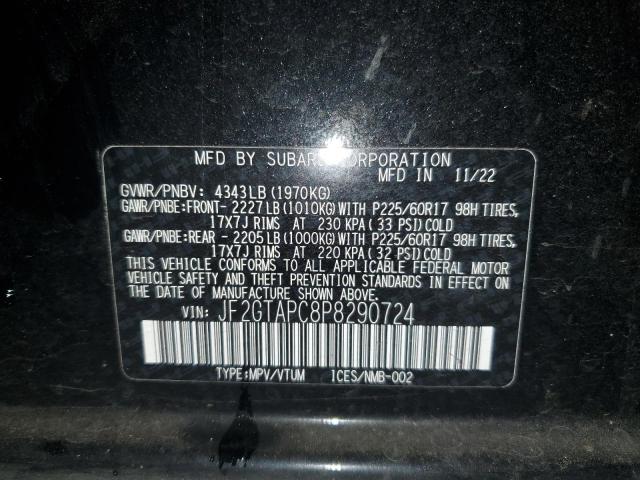 MFD BY SUBARU CORPORATION
MFD IN 11/22
GVWR/PNBV: 4343LB (1970KG)
GAWR/PNBE:FRONT- 2227 LB (1010KG) WITH P225/60R17 98H TIRES,
17X7J RIMS AT 230 KPA (33 PSI) COLD
GAWR/PNBE:REAR - 2205 LB (1000KG) WITH P225/60R17 98H TIRES,
17X7J RIMS AT 220 KPA (32 PSI) COLD
THIS VEHICLE CONFORMS TO ALL APPLICABLE FEDERAL MOTOR
VEHICLE SAFETY AND THEFT PREVENTION STANDARDS IN EFFECT
ON THE DATE OF MANUFACTURE SHOWN ABOVE.
VIN: JF2GTAPC8P8290724
TYPE:MPV/VTUM ICES/NMB-002